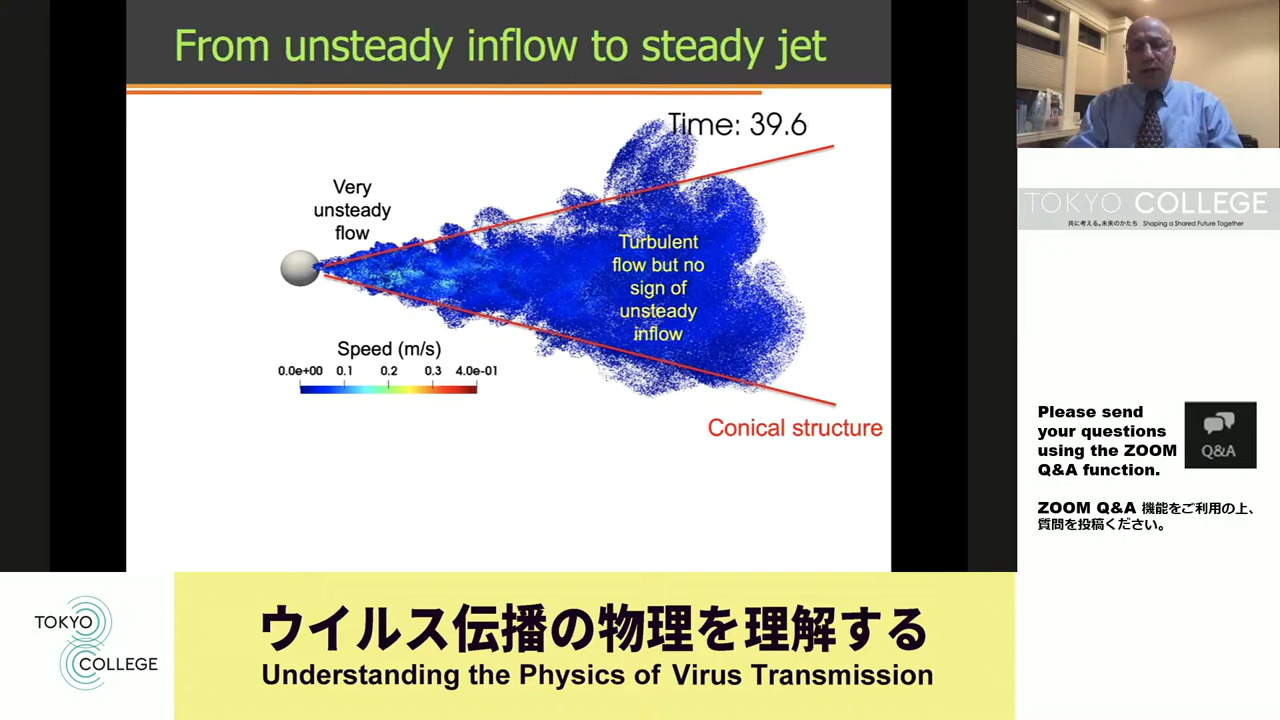 From unsteady inflow to steady jet
Time: 39.6
Very
unsteady
flow
Turbulent
flow but no
sign of
unsteady
inflow
Speed (m/s)
0.0e+00 0.1 0.2 0.3 4.0e-01
Conical structure
TOKYO COLLEGE
共に考える。未来のかたち Shaping a Shared Future Together
Please send
your questions
using the ZOOM
Q&A function.
Q&A
ZOOM Q&A 機能をご利用の上、
質問を投稿ください。
TOKYO
COLLEGE
ウイルス伝播の物理を理解する
Understanding the Physics of Virus Transmission